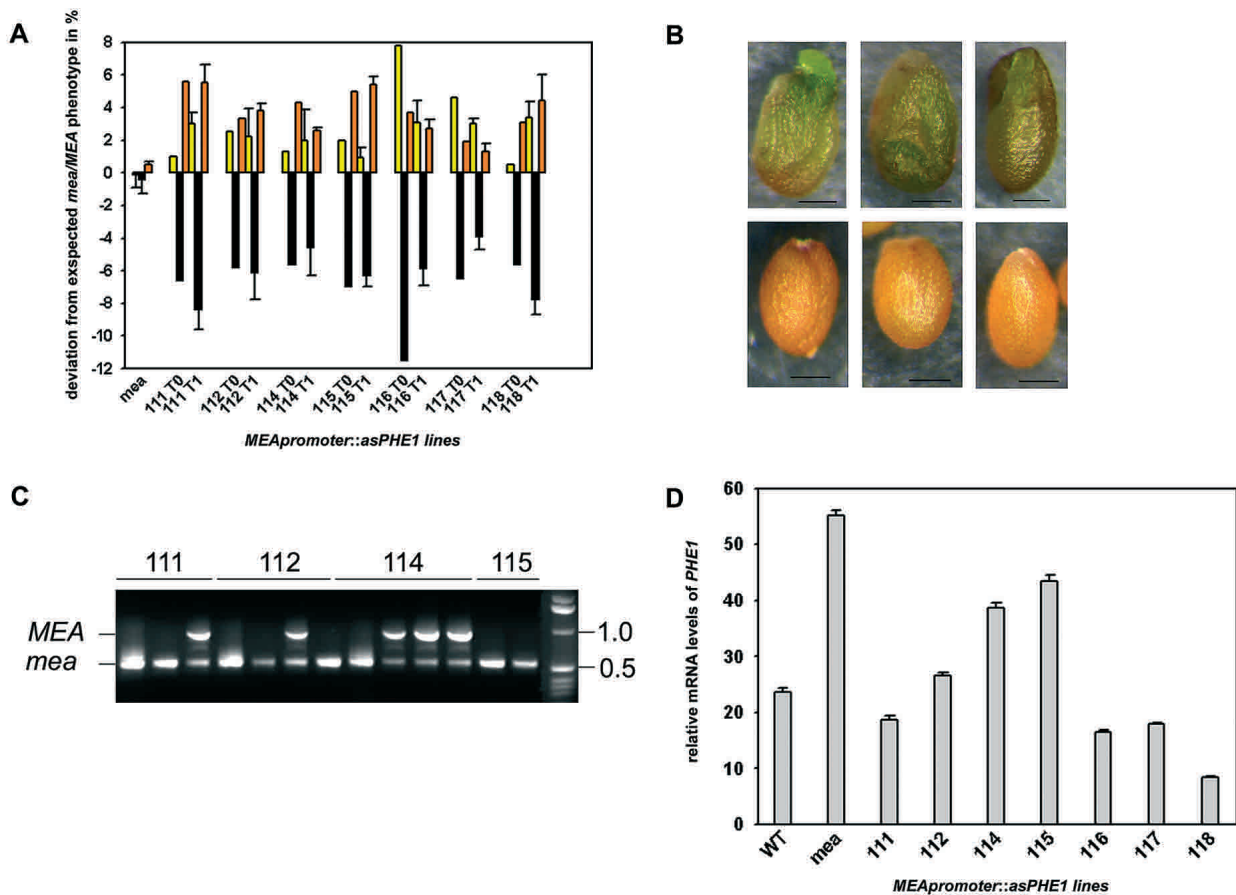 A
deviation from exspected mea/MEA phenotype in %
8
6
4
2
0
-2
-4
-6
-8
-10
-12
mea
111 T0
111 T1
112 T0
112 T1
114 T0
114 T1
115 T0
115 T1
116 T0
116 T1
117 T0
117 T1
118 T0
118 T1
MEApromoter::asPHE1 lines
B
C
111 112 114 115
MEA
mea
1.0
0.5
D
relative mRNA levels of PHE1
60
50
40
30
20
10
0
WT mea 111 112 114 115 116 117 118
MEApromoter::asPHE1 lines